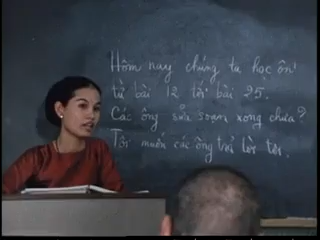 Hôm nay chúng ta học ôn
từ bài 12 tới bài 25.
Các ông sửa soạn xong chưa?
Tôi muốn các ông trả lời tôi.